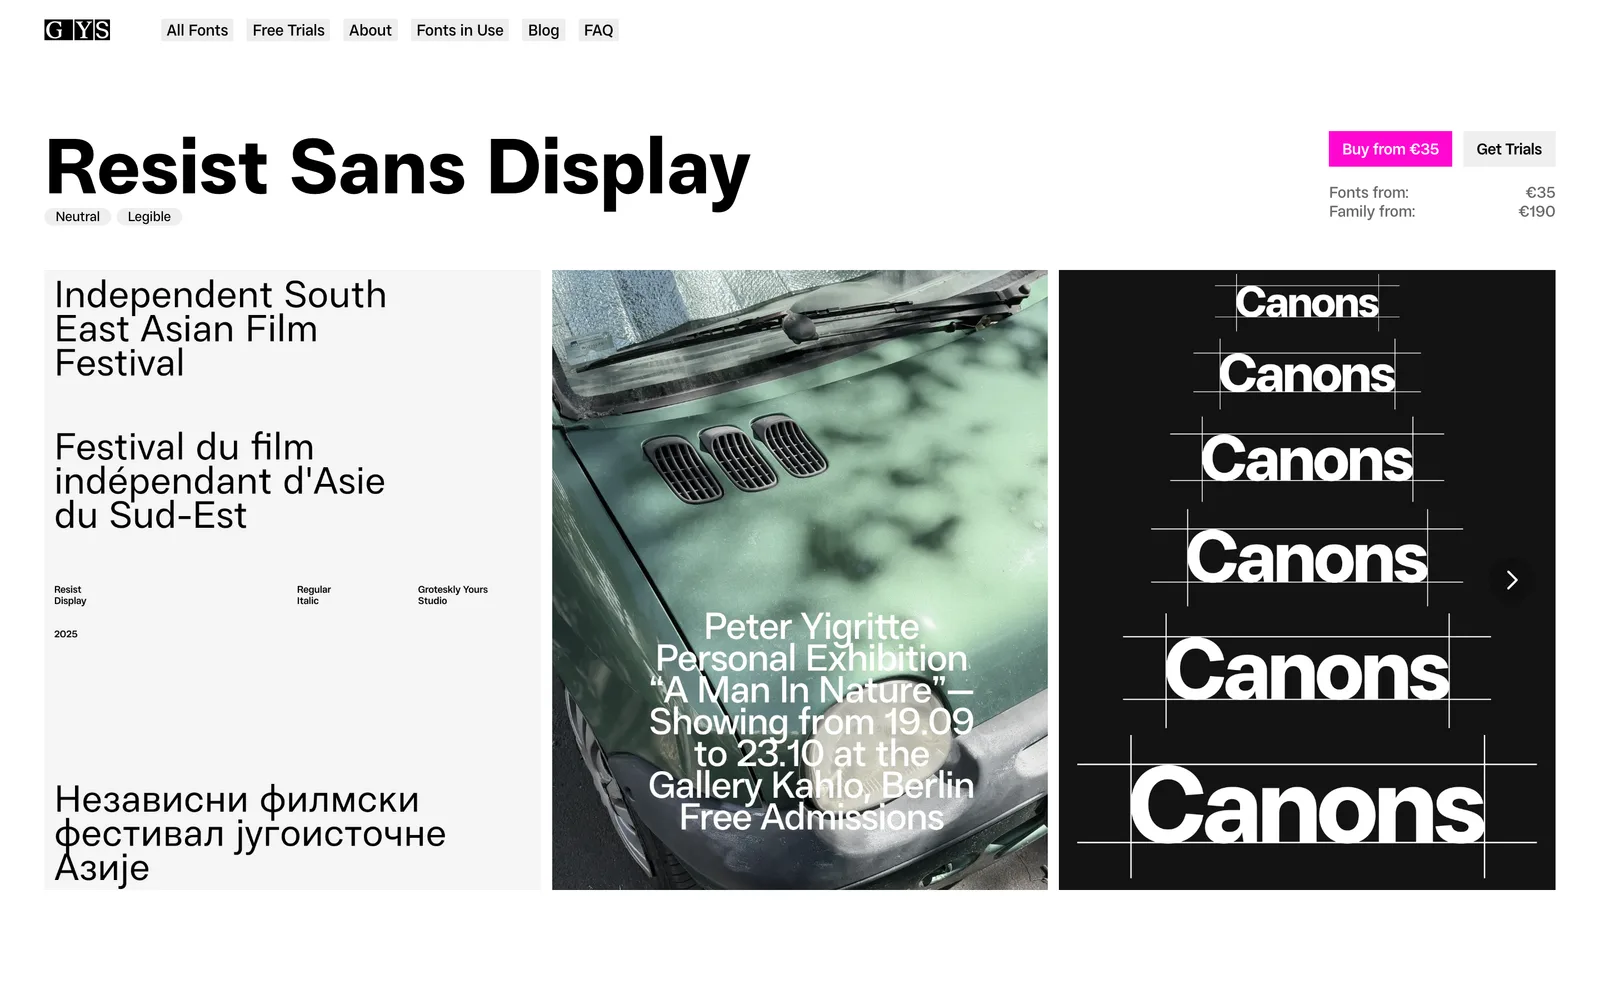 G YS
All Fonts
Free Trials
About
Fonts in Use
Blog
FAQ
Resist Sans Display
Neutral
Legible
Buy from €35
Get Trials
Fonts from: €35
Family from: €190
Independent South
East Asian Film
Festival
Festival du film
indépendant d'Asie
du Sud-Est
Resist
Display
Regular
Italic
Groteskly Yours
Studio
2025
Независни филмски
фестивал југоисточне
Азије
Peter Yigritte
Personal Exhibition
“A Man In Nature”—
Showing from 19.09
to 23.10 at the
Gallery Kahlo, Berlin
Free Admissions
Canons
Canons
Canons
Canons
Canons
Canons